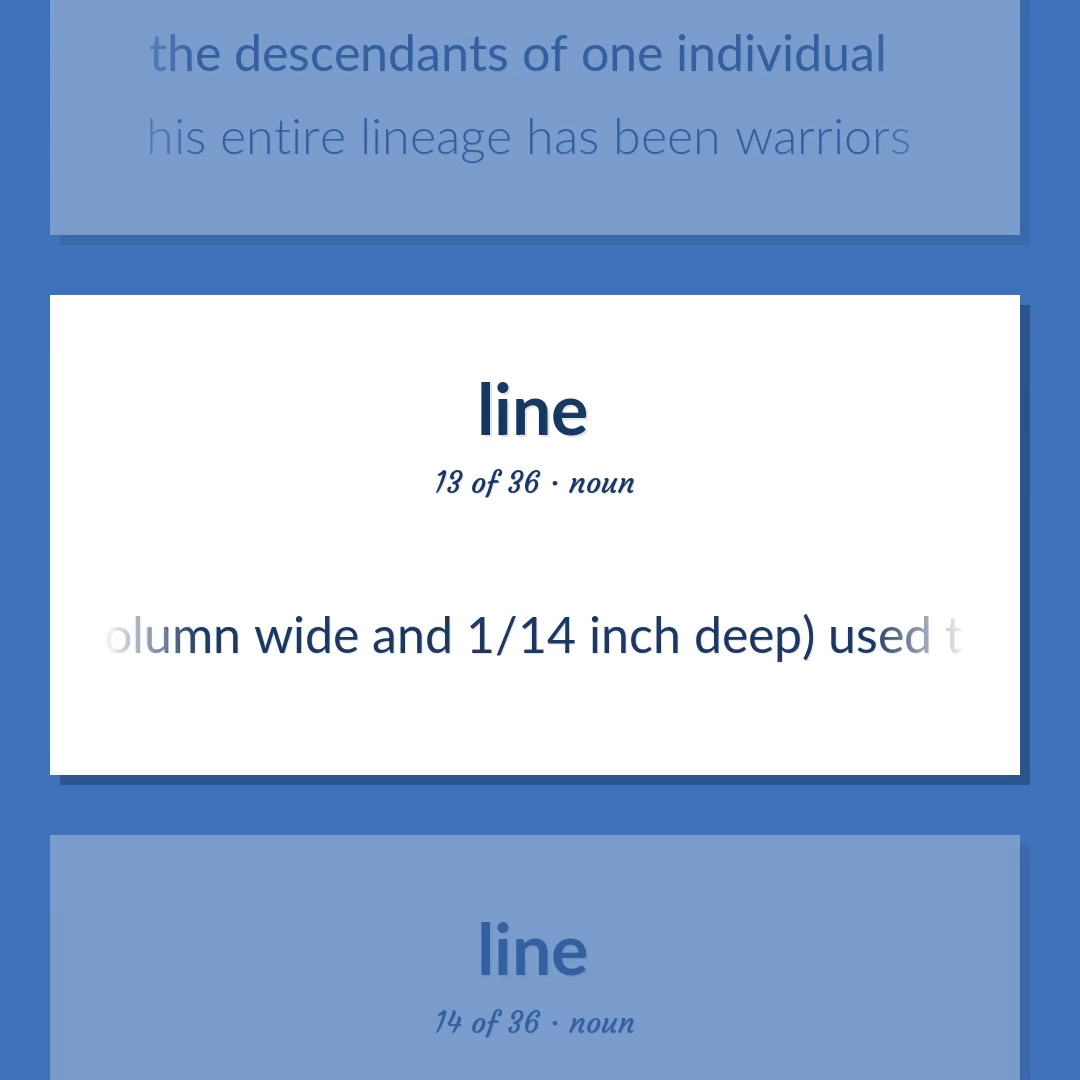 the descendants of one individual
his entire lineage has been warriors
line
13 of 36 · noun
olumn wide and 1/14 inch deep) used t
line
14 of 36 · noun